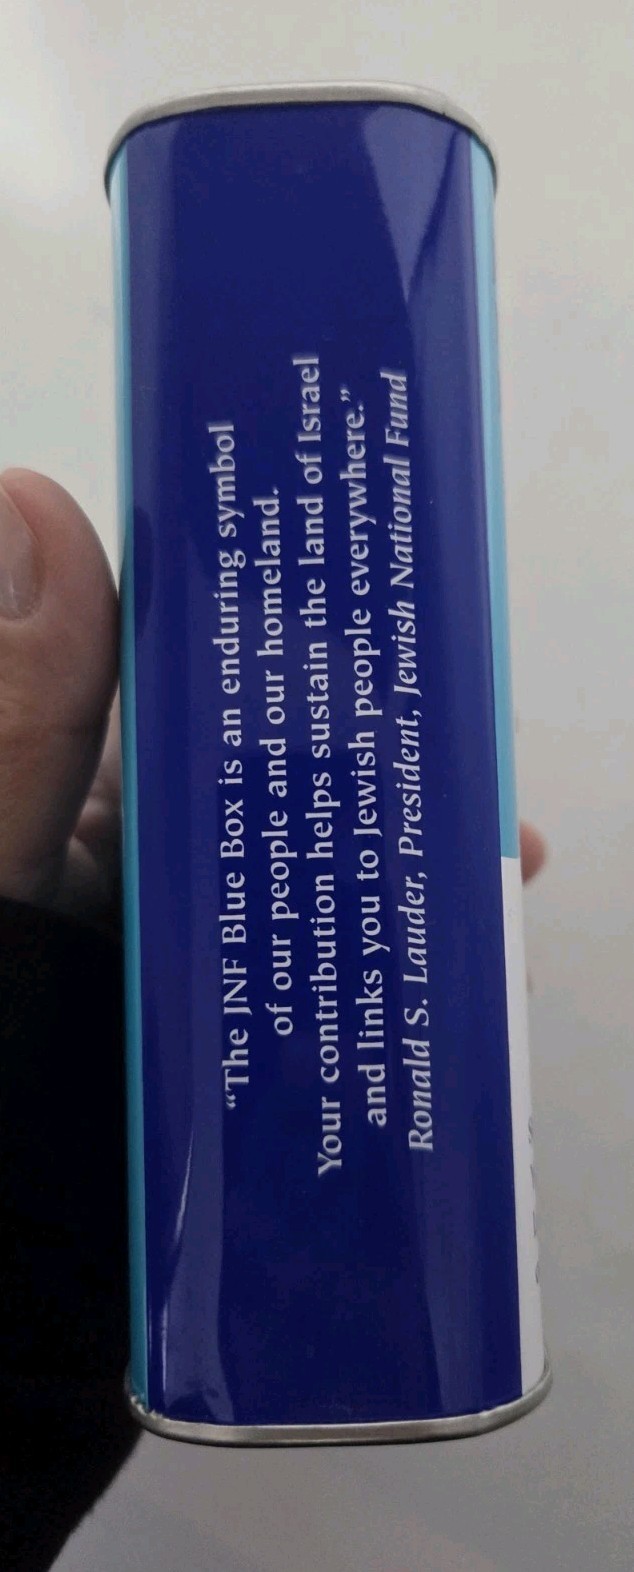 “The JNF Blue Box is an enduring symbol
of our people and our homeland.
Your contribution helps sustain the land of Israel
and links you to Jewish people everywhere.”
Ronald S. Lauder, President, Jewish National Fund